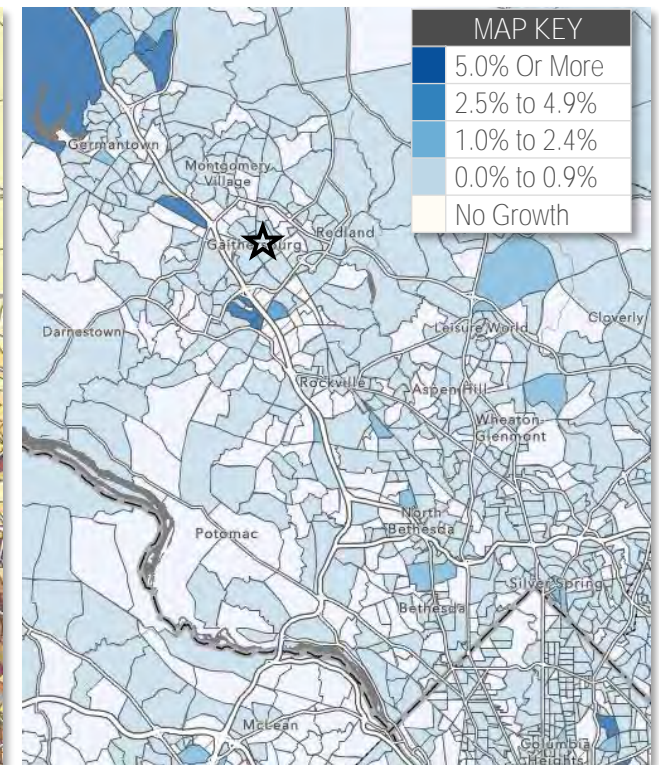 MAP KEY
5.0% Or More
2.5% to 4.9%
1.0% to 2.4%
0.0% to 0.9%
No Growth
Germantown
Montgomery
Village
Redland
Gaithersburg
Darnestown
Leisure World
Cloverly
Rockville
Aspen Hill
Wheaton-
Glenmont
North
Bethesda
Potomac
Silver Spring
Bethesda
McLean
Columbia
Heights